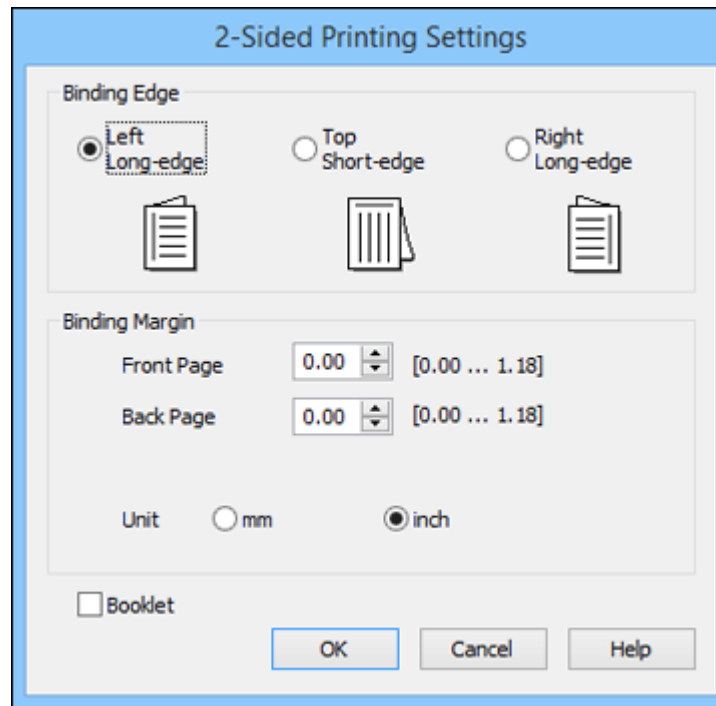 2-Sided Printing Settings
Binding Edge
Left
Long-edge
Top
Short-edge
Right
Long-edge
Binding Margin
Front Page 0.00 [0.00 ... 1.18]
Back Page 0.00 [0.00 ... 1.18]
Unit mm inch
Booklet
OK Cancel Help